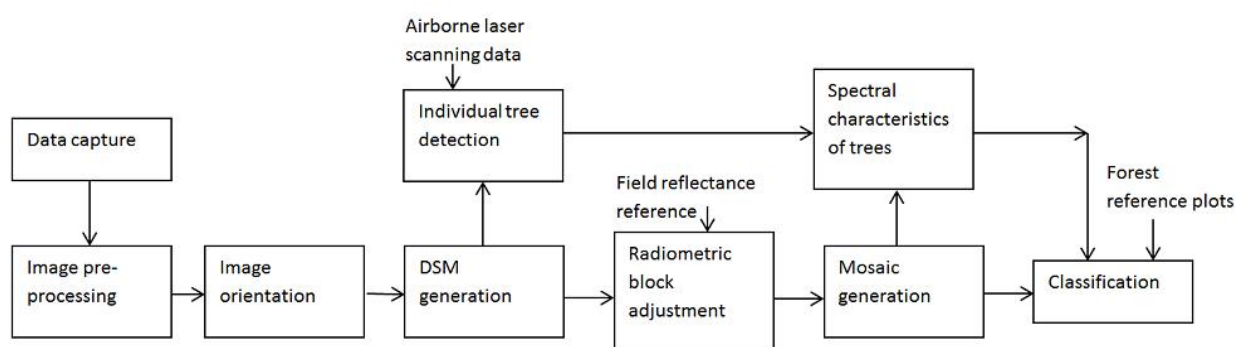 Airborne laser
scanning data
Individual tree
detection
Spectral
characteristics
of trees
Data capture
Field reflectance
reference
Forest
reference plots
Image pre-
processing
Image
orientation
DSM
generation
Radiometric
block
adjustment
Mosaic
generation
Classification